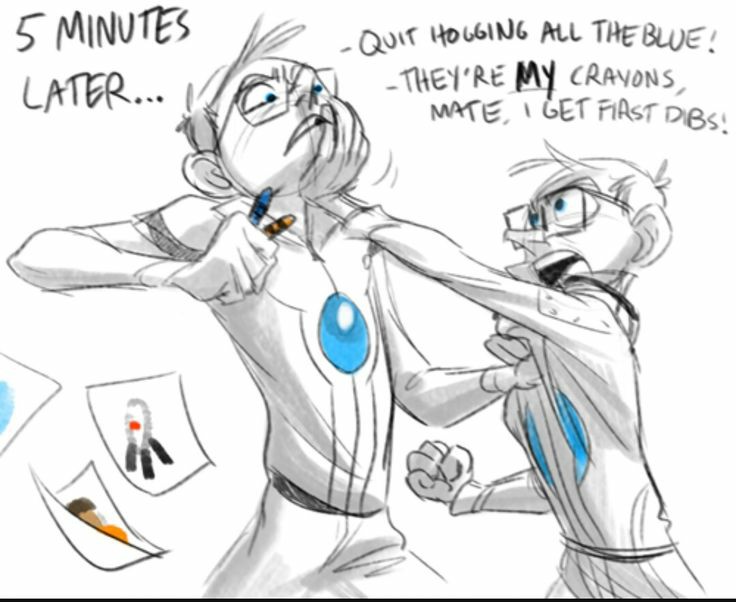 5 MINUTES
LATER...
- QUIT HOGGING ALL THE BLUE!
- THEY'RE MY CRAYONS,
MATE, I GET FIRST DIBS!